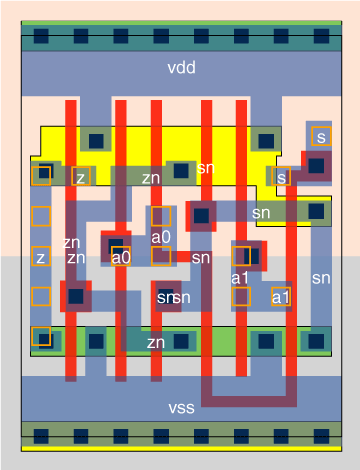 vdd
s
sn
z zn s
sn
a0
zn
z zn a0 sn
a1 sn
sn sn a1
zn
vss